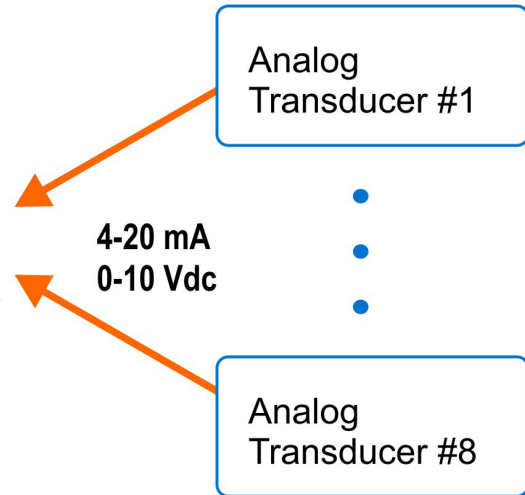 Analog
Transducer #1
4-20 mA
0-10 Vdc
Analog
Transducer #8